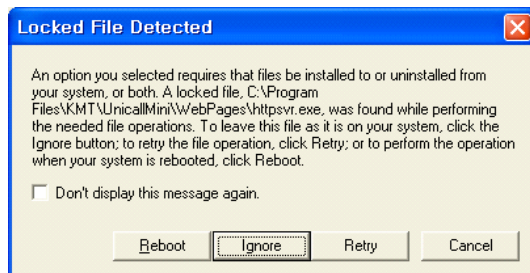 Locked File Detected
An option you selected requires that files be installed to or uninstalled from
your system, or both. A locked file, C:\Program
Files\KMT\UnicallMini\WebPages\httpsvr.exe, was found while performing
the needed file operations. To leave this file as it is on your system, click the
Ignore button; to retry the file operation, click Retry; or to perform the operation
when your system is rebooted, click Reboot.
Don't display this message again.
Reboot Ignore Retry Cancel